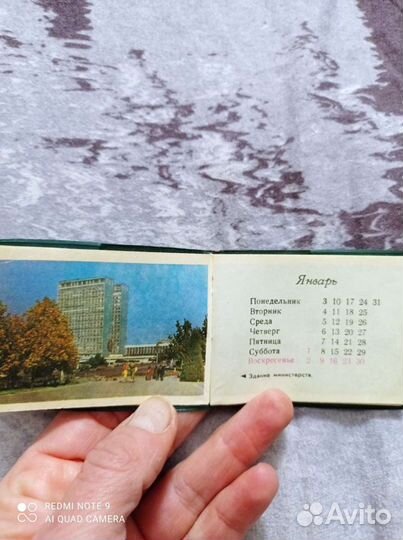 Январь
Понедельник 3 10 17 24 31
Вторник 4 11 18 25
Среда 5 12 19 26
Четверг 6 13 20 27
Пятница 7 14 21 28
Суббота 1 8 15 22 29
Воскресенье 2 9 16 23 30
◄ Здания министерств.
REDMI NOTE 9
AI QUAD CAMERA
Avito